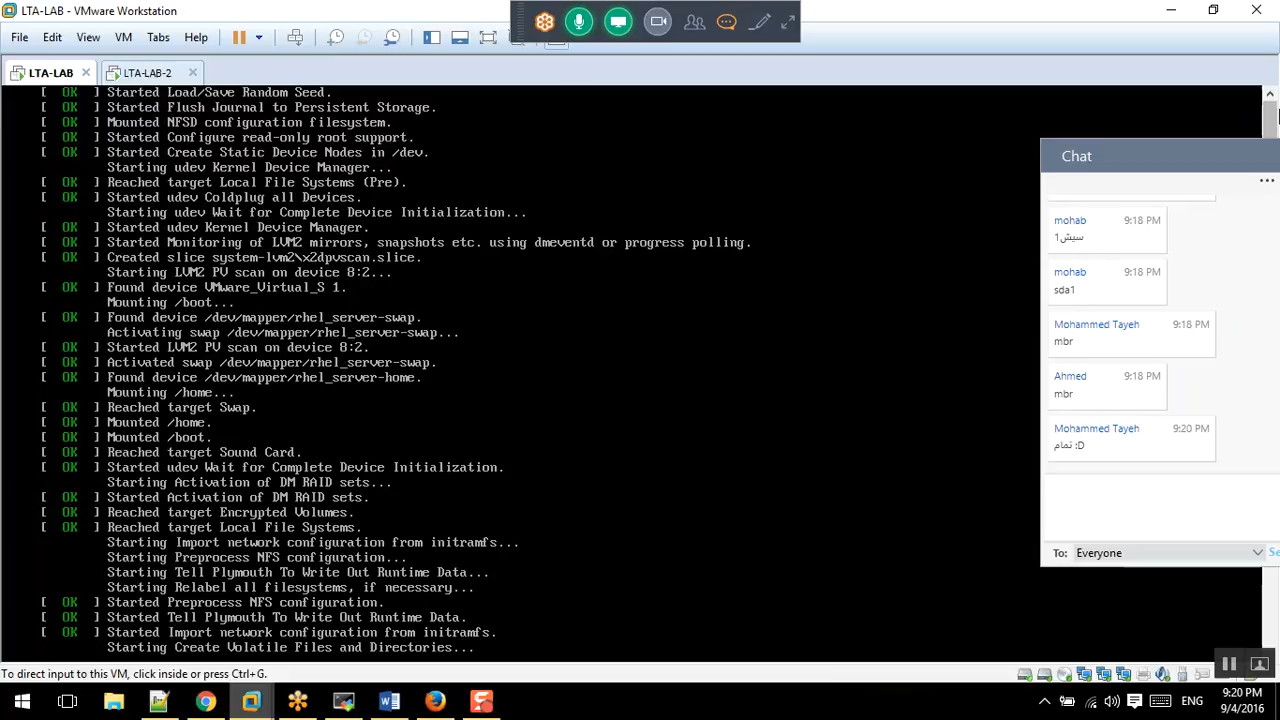 LTA-LAB - VMware Workstation
File Edit View VM Tabs Help
LTA-LAB
LTA-LAB-2
[ OK ] Started Load/Save Random Seed.
[ OK ] Started Flush Journal to Persistent Storage.
[ OK ] Mounted NFSD configuration filesystem.
[ OK ] Started Configure read-only root support.
[ OK ] Started Create Static Device Nodes in /dev.
Starting udev Kernel Device Manager...
[ OK ] Reached target Local File Systems (Pre).
[ OK ] Started udev Coldplug all Devices.
Starting udev Wait for Complete Device Initialization...
[ OK ] Started udev Kernel Device Manager.
[ OK ] Started Monitoring of LVM2 mirrors, snapshots etc. using dmeventd or progress polling.
[ OK ] Created slice system-lvm2\x2dpvscan.slice.
Starting LVM2 PV scan on device 8:2...
[ OK ] Found device VMware_Virtual_S 1.
Mounting /boot...
[ OK ] Found device /dev/mapper/rhel_server-swap.
Activating swap /dev/mapper/rhel_server-swap...
[ OK ] Started LVM2 PV scan on device 8:2.
[ OK ] Activated swap /dev/mapper/rhel_server-swap.
[ OK ] Found device /dev/mapper/rhel_server-home.
Mounting /home...
[ OK ] Reached target Swap.
[ OK ] Mounted /home.
[ OK ] Mounted /boot.
[ OK ] Reached target Sound Card.
[ OK ] Started udev Wait for Complete Device Initialization.
Starting Activation of DM RAID sets...
[ OK ] Started Activation of DM RAID sets.
[ OK ] Reached target Encrypted Volumes.
[ OK ] Reached target Local File Systems.
Starting Import network configuration from initramfs...
Starting Preprocess NFS configuration...
Starting Tell Plymouth To Write Out Runtime Data...
Starting Relabel all filesystems, if necessary...
[ OK ] Started Preprocess NFS configuration.
[ OK ] Started Tell Plymouth To Write Out Runtime Data.
[ OK ] Started Import network configuration from initramfs.
Starting Create Volatile Files and Directories...
Chat
mohab 9:18 PM
سيش1
mohab 9:18 PM
sda1
Mohammed Tayeh 9:18 PM
mbr
Ahmed 9:18 PM
mbr
Mohammed Tayeh 9:20 PM
تمام :D
To: Everyone
Se
To direct input to this VM, click inside or press Ctrl+G.
ENG
9:20 PM
9/4/2016